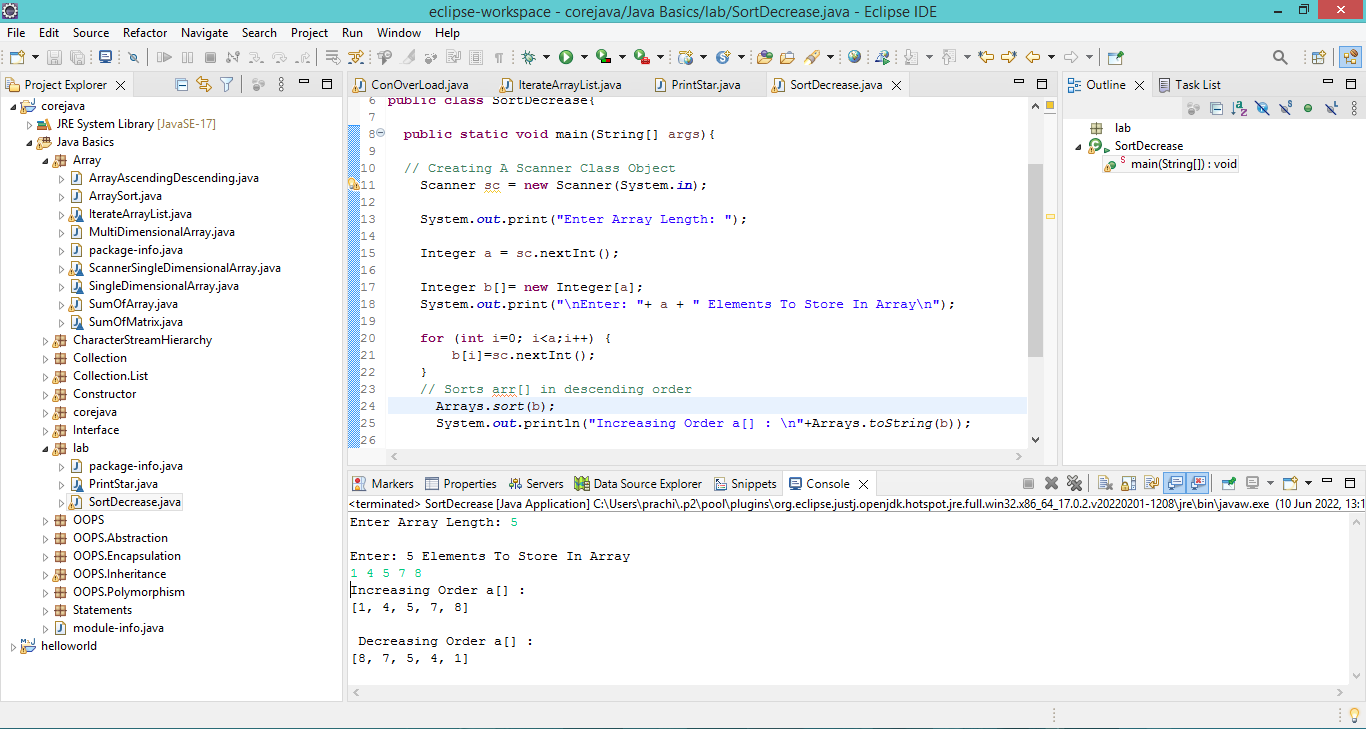 eclipse-workspace - corejava/Java Basics/lab/SortDecrease.java - Eclipse IDE
File Edit Source Refactor Navigate Search Project Run Window Help
Project Explorer
corejava
JRE System Library [JavaSE-17]
Java Basics
Array
ArrayAscendingDescending.java
ArraySort.java
IterateArrayList.java
MultiDimensionalArray.java
package-info.java
ScannerSingleDimensionalArray.java
SingleDimensionalArray.java
SumOfArray.java
SumOfMatrix.java
CharacterStreamHierarchy
Collection
Collection.List
Constructor
corejava
Interface
lab
package-info.java
PrintStar.java
SortDecrease.java
OOPS
OOPS.Abstraction
OOPS.Encapsulation
OOPS.Inheritance
OOPS.Polymorphism
Statements
module-info.java
helloworld
ConOverLoad.java IterateArrayList.java PrintStar.java SortDecrease.java
6 public class SortDecrease{
7
8 public static void main(String[] args){
9
10 // Creating A Scanner Class Object
11 Scanner sc = new Scanner(System.in);
12
13 System.out.print("Enter Array Length: ");
14
15 Integer a = sc.nextInt();
16
17 Integer b[]= new Integer[a];
18 System.out.print("\nEnter: "+ a + " Elements To Store In Array\n");
19
20 for (int i=0; i<a;i++) {
21 b[i]=sc.nextInt();
22 }
23 // Sorts arr[] in descending order
24 Arrays.sort(b);
25 System.out.println("Increasing Order a[] : \n"+Arrays.toString(b));
26
Outline Task List
lab
SortDecrease
main(String[]) : void
Markers Properties Servers Data Source Explorer Snippets Console
<terminated> SortDecrease [Java Application] C:\Users\prachi\.p2\pool\plugins\org.eclipse.justj.openjdk.hotspot.jre.full.win32.x86_64_17.0.2.v20220201-1208\jre\bin\javaw.exe (10 Jun 2022, 13:1
Enter Array Length: 5
Enter: 5 Elements To Store In Array
1 4 5 7 8
Increasing Order a[] :
[1, 4, 5, 7, 8]
Decreasing Order a[] :
[8, 7, 5, 4, 1]